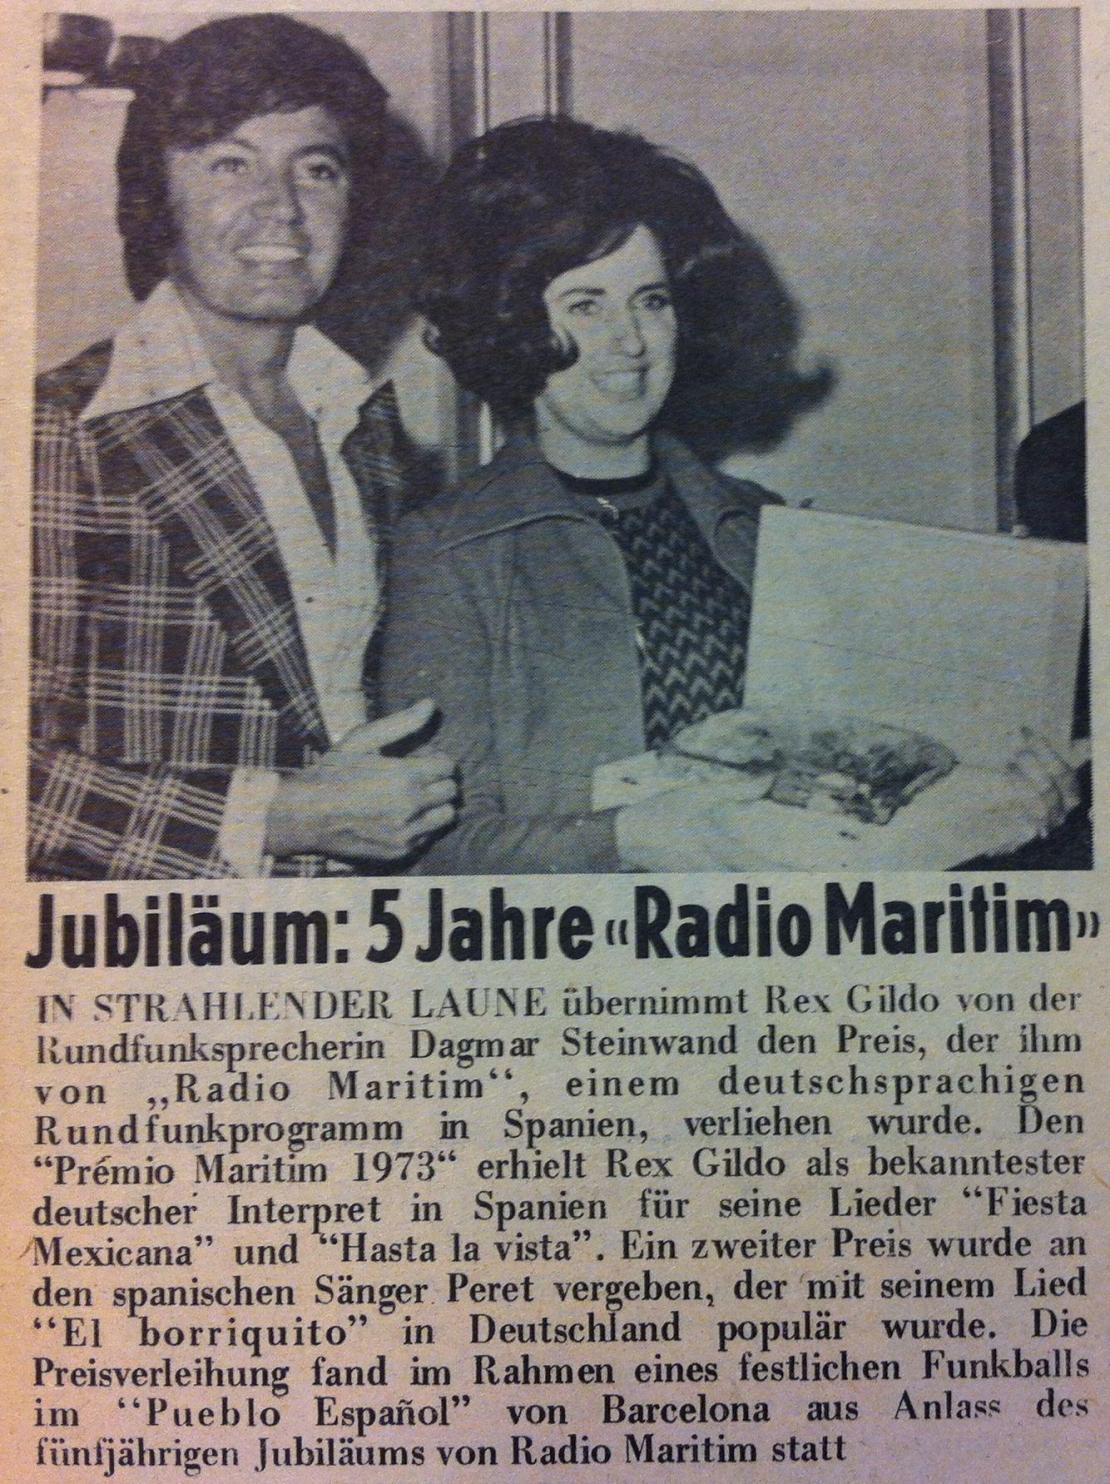 Jubiläum: 5 Jahre «Radio Maritim»
IN STRAHLENDER LAUNE übernimmt Rex Gildo von der
Rundfunksprecherin Dagmar Steinwand den Preis, der ihm
von „Radio Maritim“, einem deutschsprachigen
Rundfunkprogramm in Spanien, verliehen wurde. Den
“Prémio Maritim 1973“ erhielt Rex Gildo als bekanntester
deutscher Interpret in Spanien für seine Lieder “Fiesta
Mexicana” und “Hasta la vista”. Ein zweiter Preis wurde an
den spanischen Sänger Peret vergeben, der mit seinem Lied
“El borriquito” in Deutschland populär wurde. Die
Preisverleihung fand im Rahmen eines festlichen Funkballs
im “Pueblo Español” von Barcelona aus Anlass des
fünfjährigen Jubiläums von Radio Maritim statt